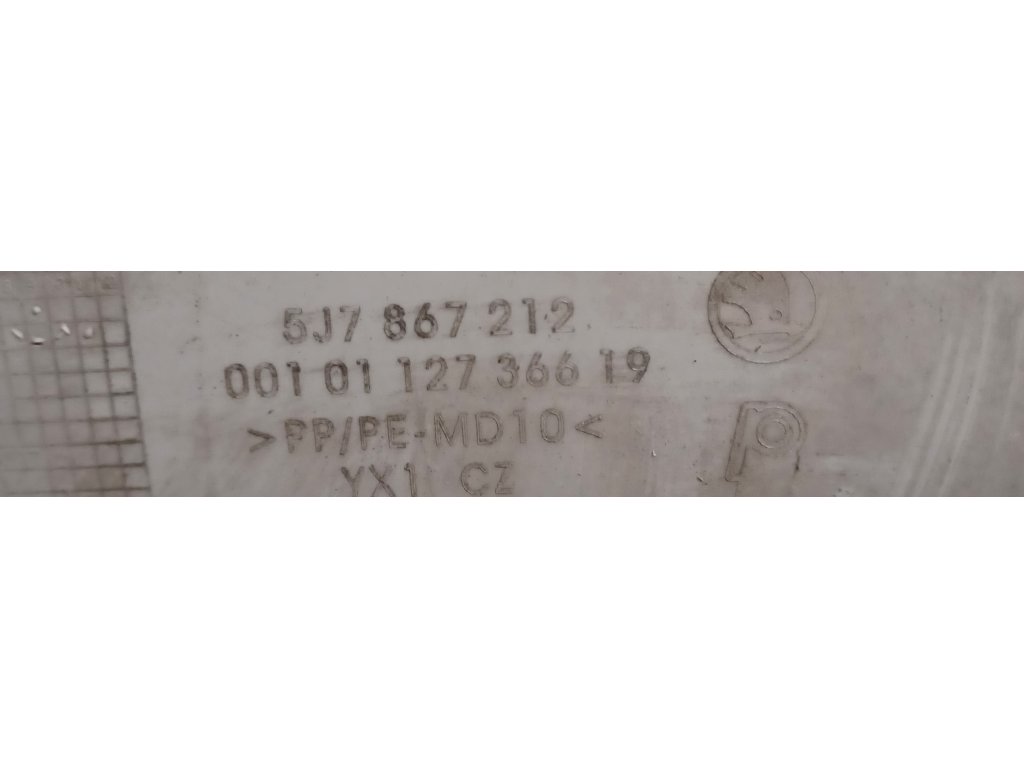 5J7 867 212
001 01 127 366 19
>PP/PE-MD10<
YX1 CZ